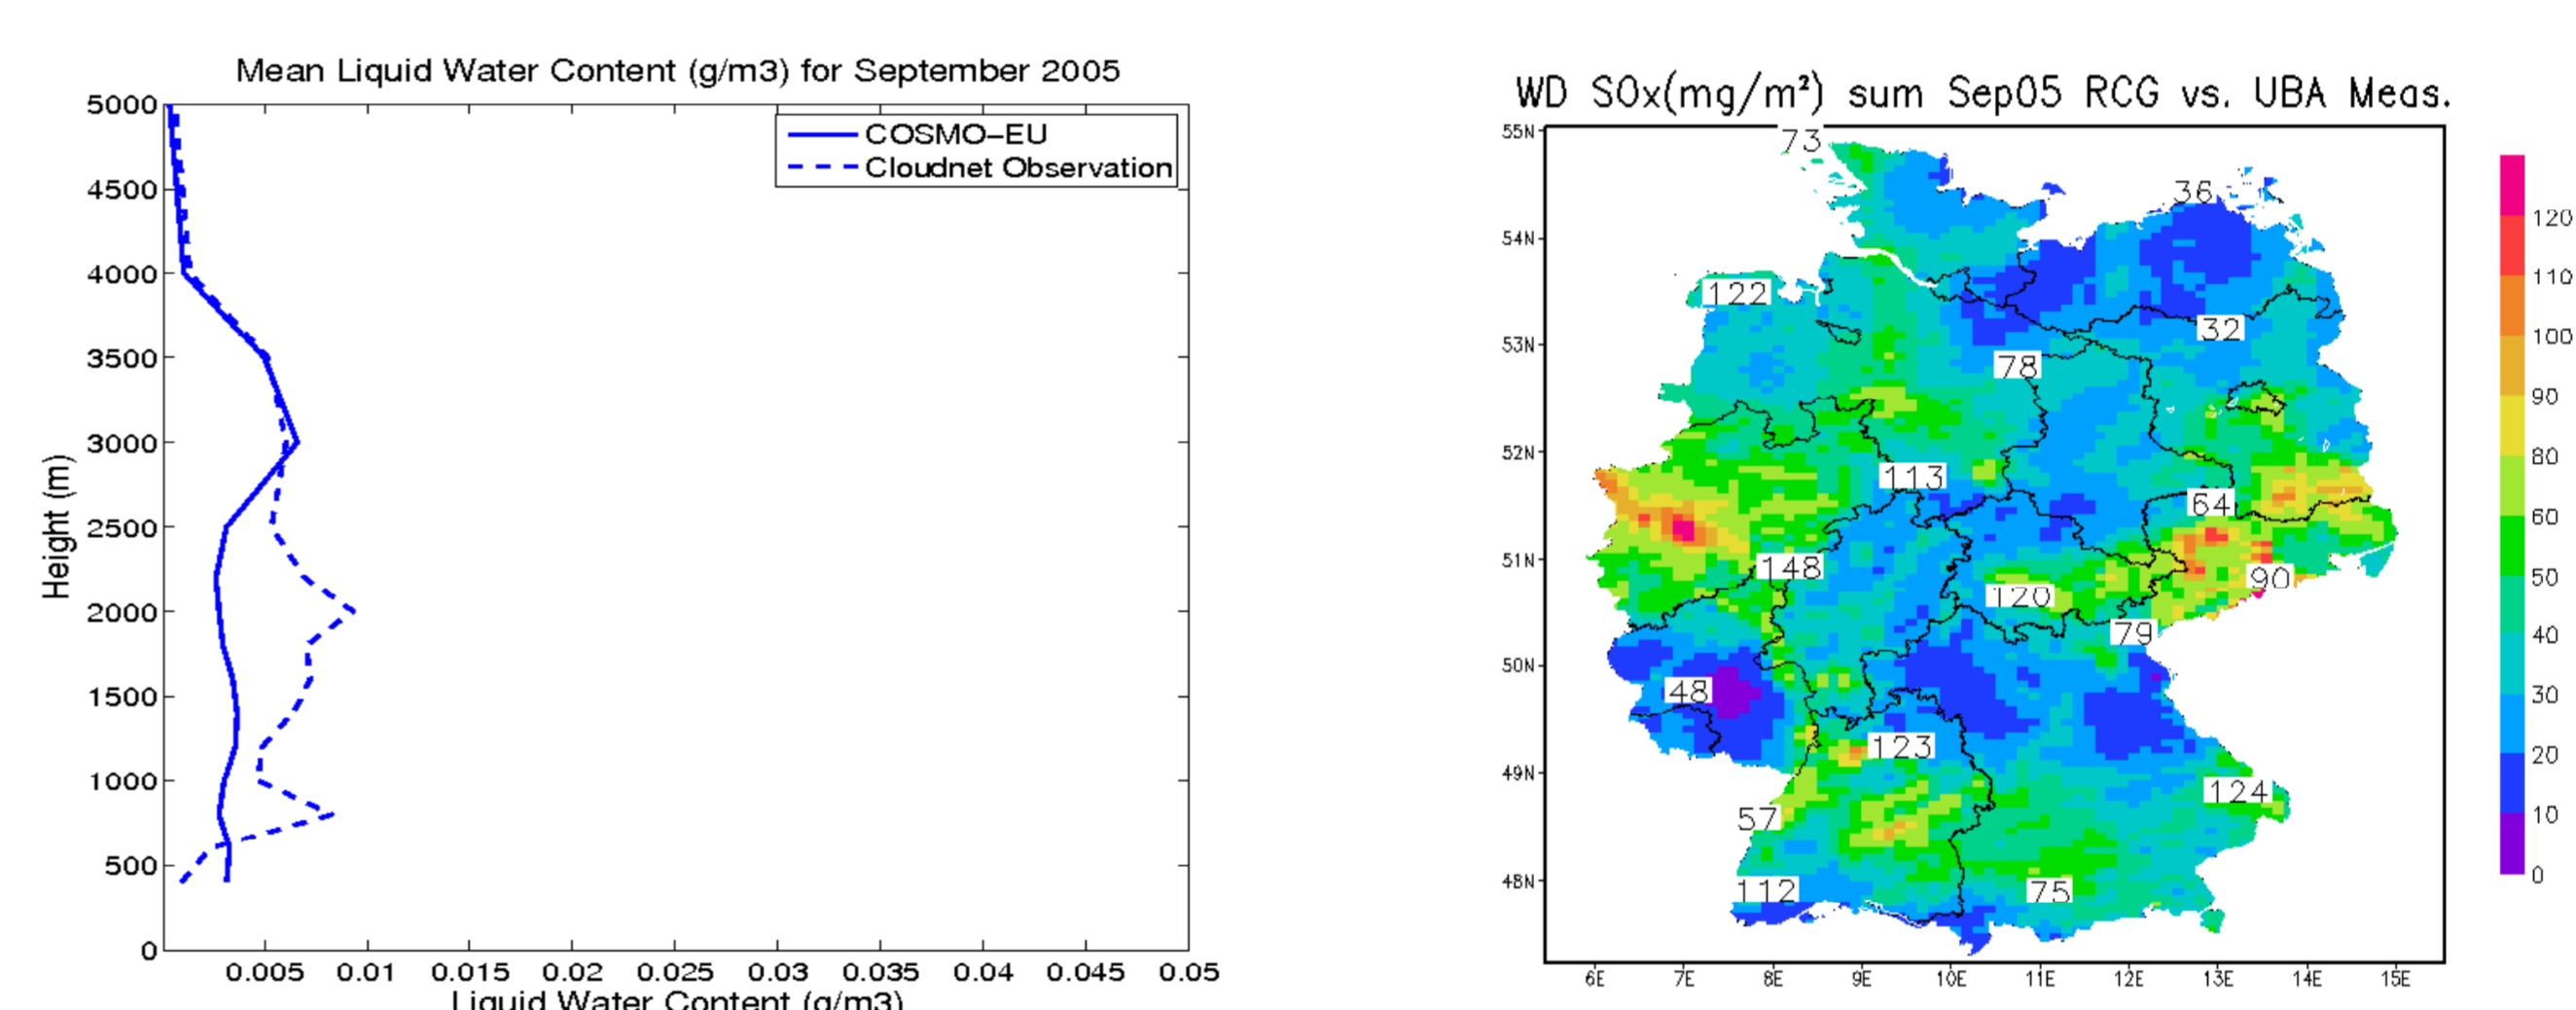 Mean Liquid Water Content (g/m3) for September 2005
COSMO-EU
Cloudnet Observation
Height (m)
5000
4500
4000
3500
3000
2500
2000
1500
1000
500
0
0.005 0.01 0.015 0.02 0.025 0.03 0.035 0.04 0.045 0.05
Liquid Water Content (g/m3)
WD SOx(mg/m²) sum Sep05 RCG vs. UBA Meas.
55N
54N
53N
52N
51N
50N
49N
48N
6E 7E 8E 9E 10E 11E 12E 13E 14E 15E
73
36
122
32
78
113
64
148
90
120
79
48
123
124
57
112
75
120
110
100
90
80
60
50
40
30
20
10
0